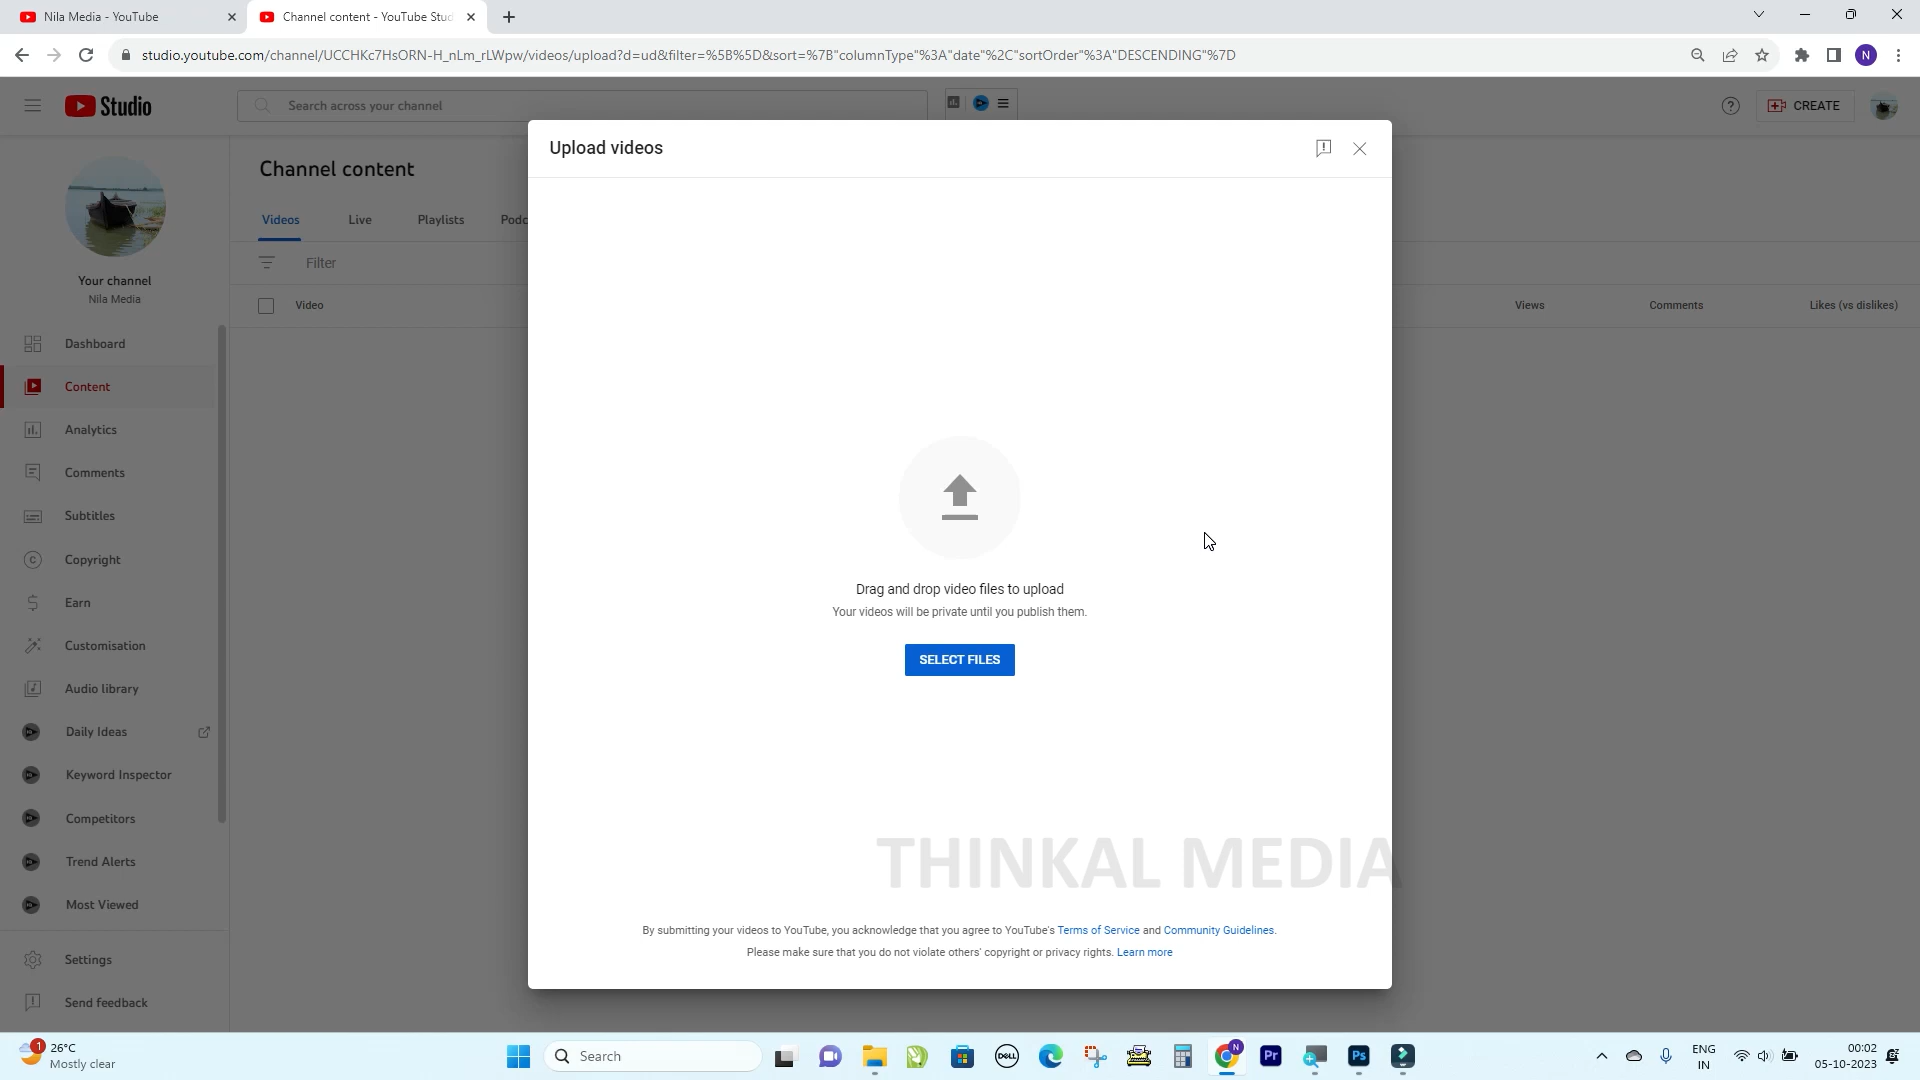 Nila Media - YouTube
Channel content - YouTube Stud
studio.youtube.com/channel/UCCHKc7HsORN-H_nLm_rLWpw/videos/upload?d=ud&filter=%5B%5D&sort=%7B"columnType"%3A"date"%2C"sortOrder"%3A"DESCENDING"%7D
N
Studio
Search across your channel
CREATE
Upload videos
Channel content
Videos
Live
Playlists
Podc
Filter
Video
Views
Comments
Likes (vs dislikes)
Your channel
Nila Media
Dashboard
Content
Analytics
Comments
Subtitles
Copyright
Earn
Customisation
Audio library
Daily Ideas
Keyword Inspector
Competitors
Trend Alerts
Most Viewed
Settings
Send feedback
Drag and drop video files to upload
Your videos will be private until you publish them.
SELECT FILES
THINKAL MEDIA
By submitting your videos to YouTube, you acknowledge that you agree to YouTube's Terms of Service and Community Guidelines.
Please make sure that you do not violate others' copyright or privacy rights. Learn more
1
26°C
Mostly clear
Search
DELL
N
Pr
Ps
ENG
IN
00:02
05-10-2023